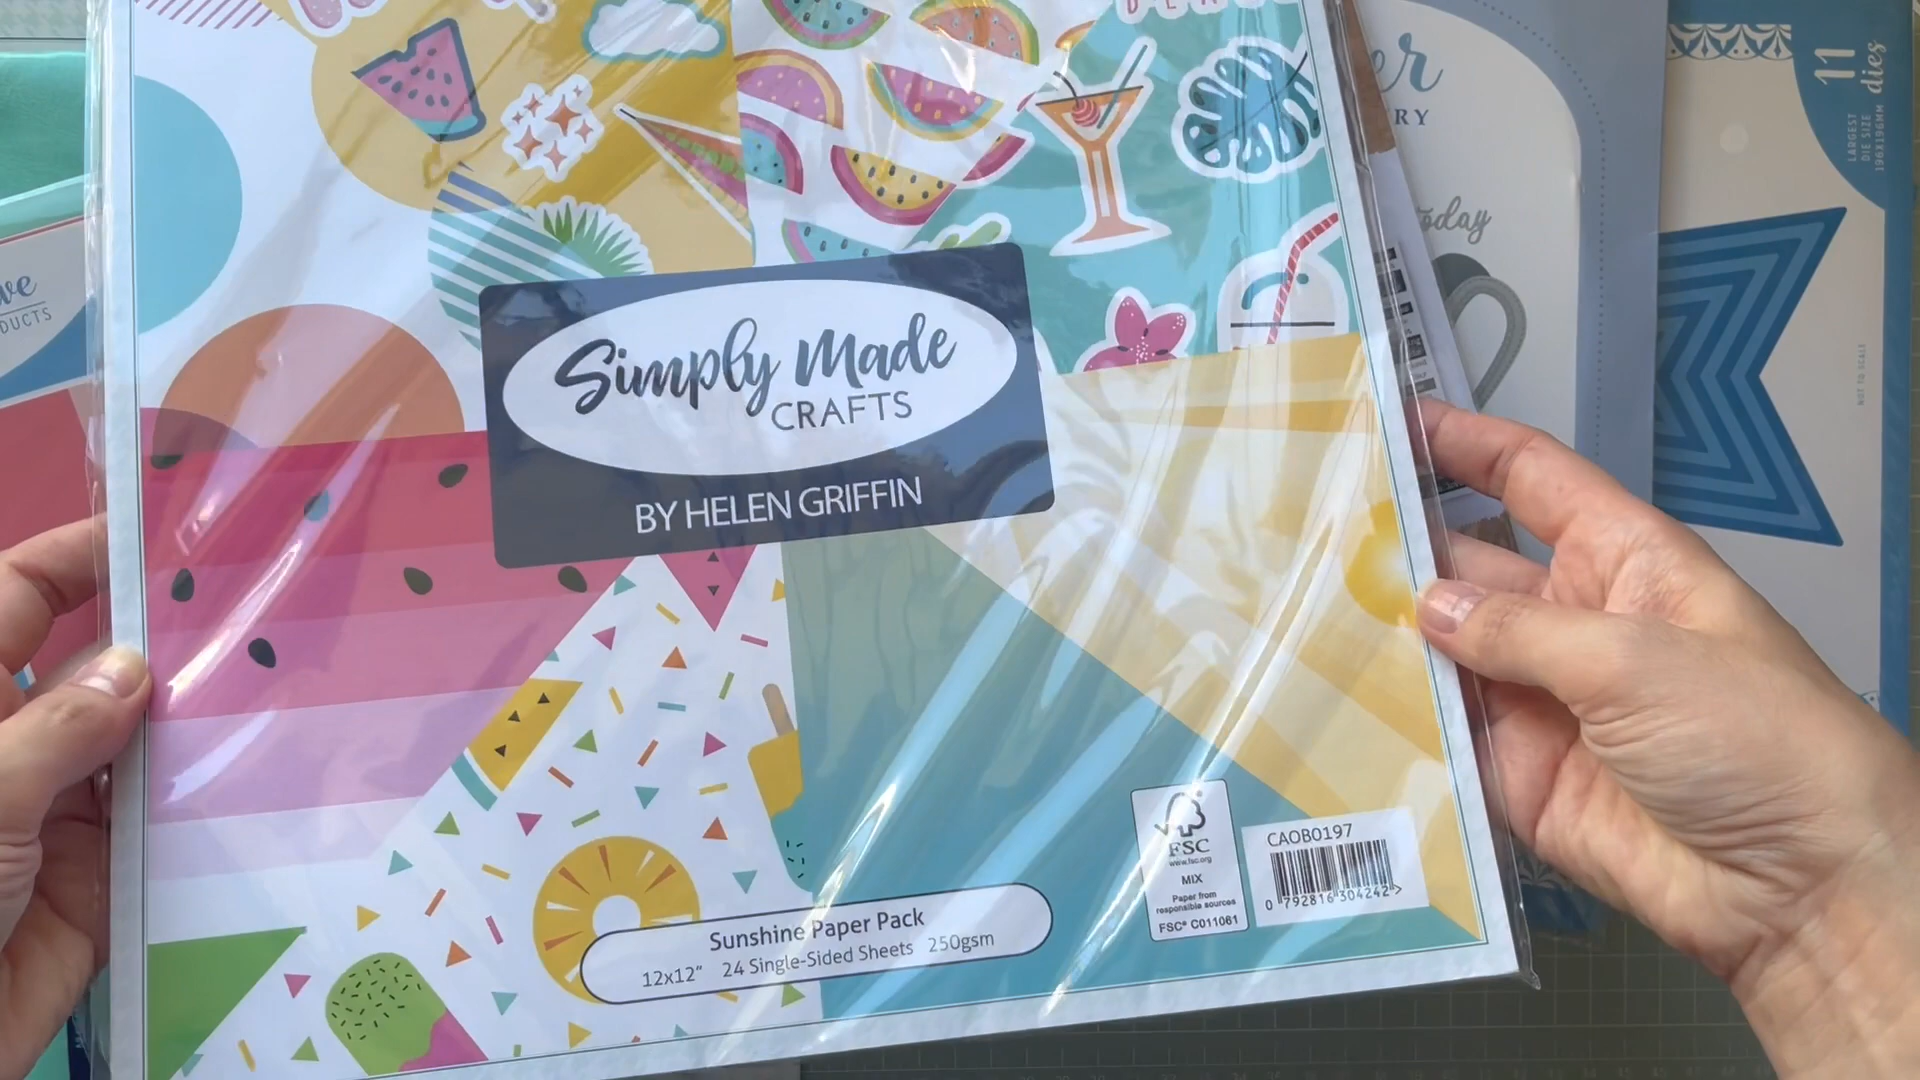 Simply Made
CRAFTS
BY HELEN GRIFFIN
Sunshine Paper Pack
12x12" 24 Single-Sided Sheets 250gsm
FSC
www.fsc.org
MIX
Paper from
responsible sources
FSC® C011061
CAOB0197
0 792816 304242 >
today
11
dies
LARGEST
DIE SIZE
196X196MM
NOT TO SCALE